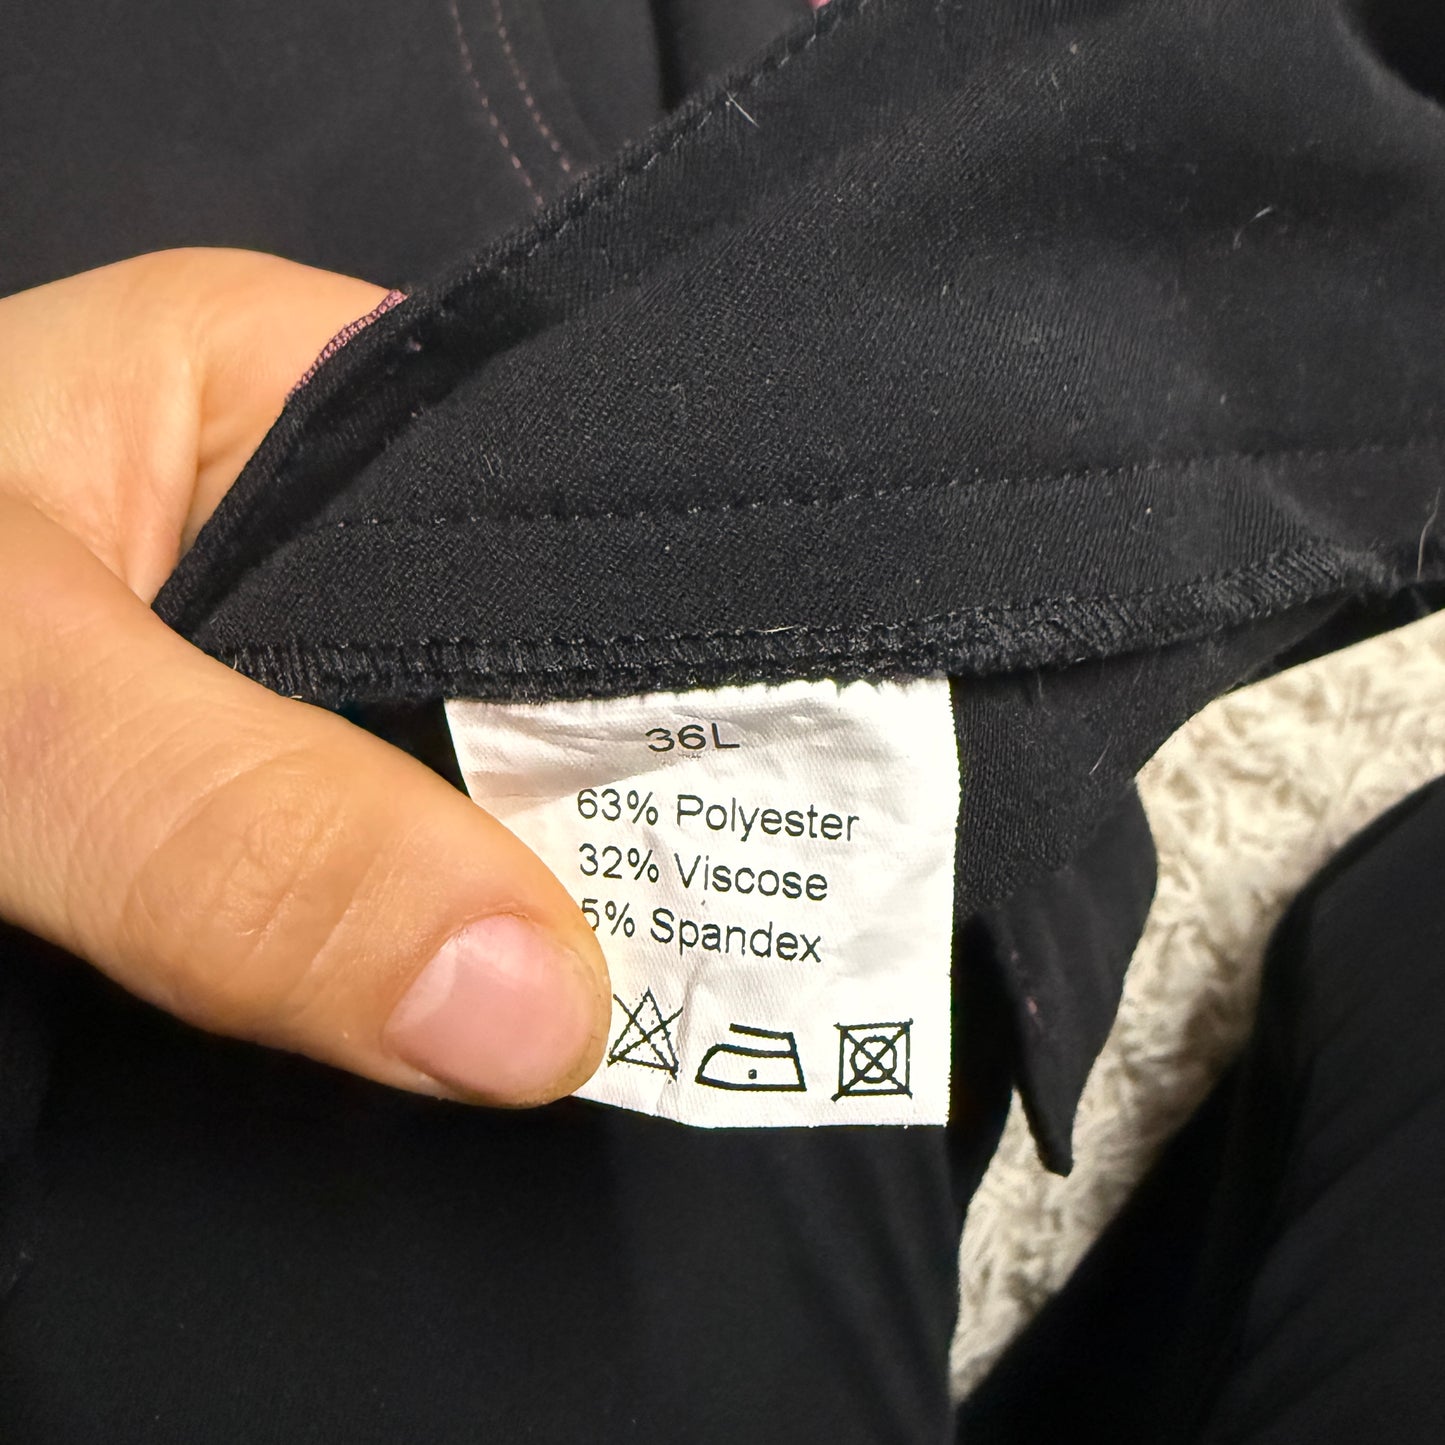 36L
63% Polyester
32% Viscose
5% Spandex